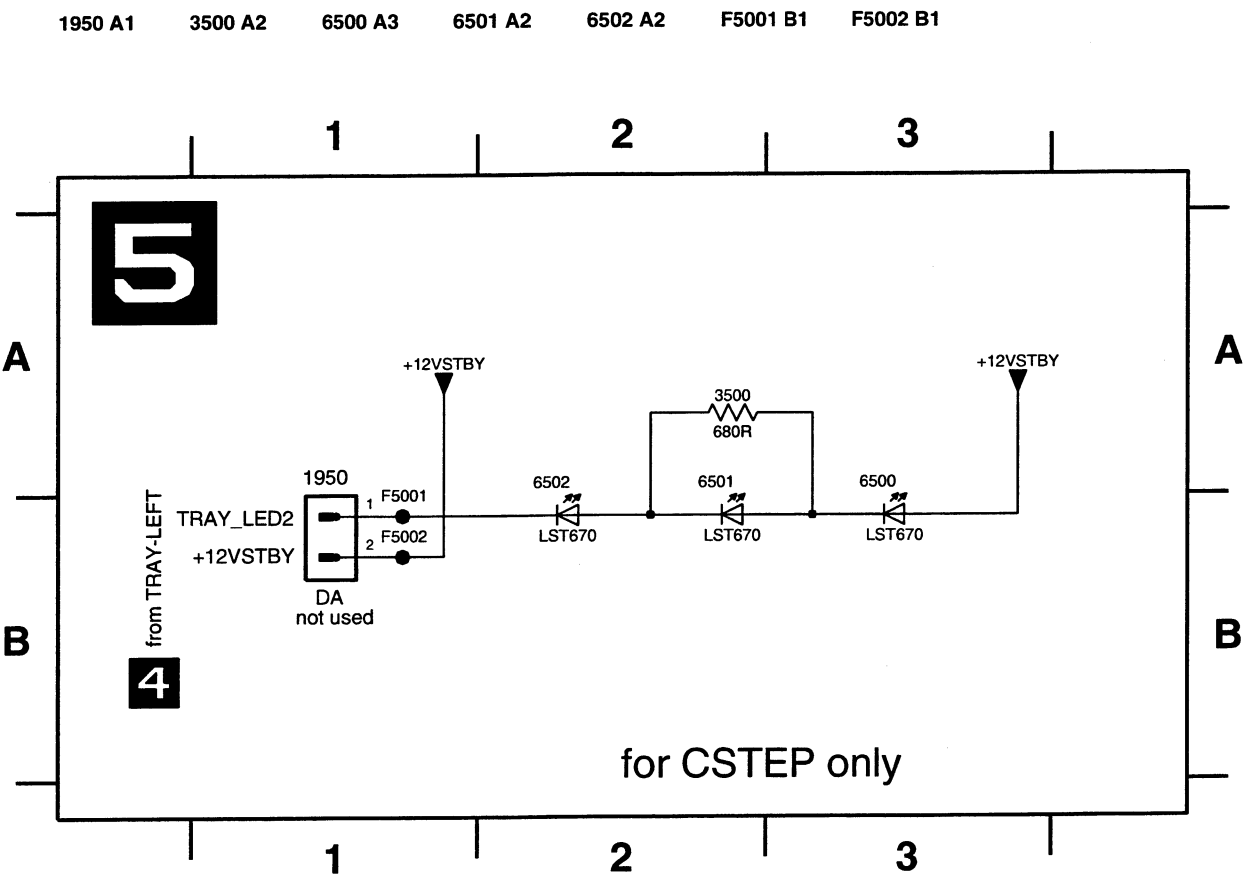 1950 A1 3500 A2 6500 A3 6501 A2 6502 A2 F5001 B1 F5002 B1
1 2 3
5
A A
+12VSTBY +12VSTBY
3500
680R
1950 6502 6501 6500
1 F5001
TRAY_LED2
2 F5002
LST670 LST670 LST670
+12VSTBY
DA
not used
from TRAY-LEFT
B B
4
for CSTEP only
1 2 3